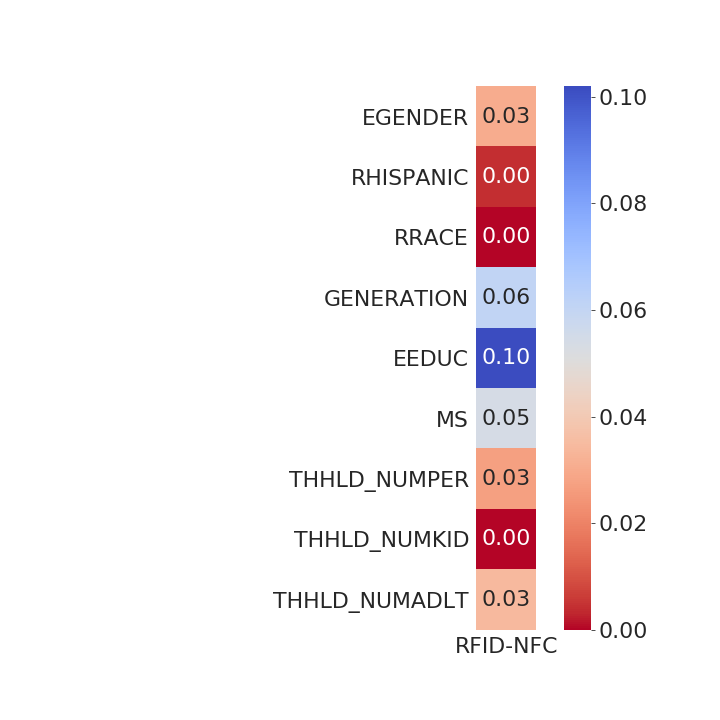 EGENDER 0.03
RHISPANIC 0.00
RRACE 0.00
GENERATION 0.06
EEDUC 0.10
MS 0.05
THHLD_NUMPER 0.03
THHLD_NUMKID 0.00
THHLD_NUMADLT 0.03
RFID-NFC
0.10
0.08
0.06
0.04
0.02
0.00